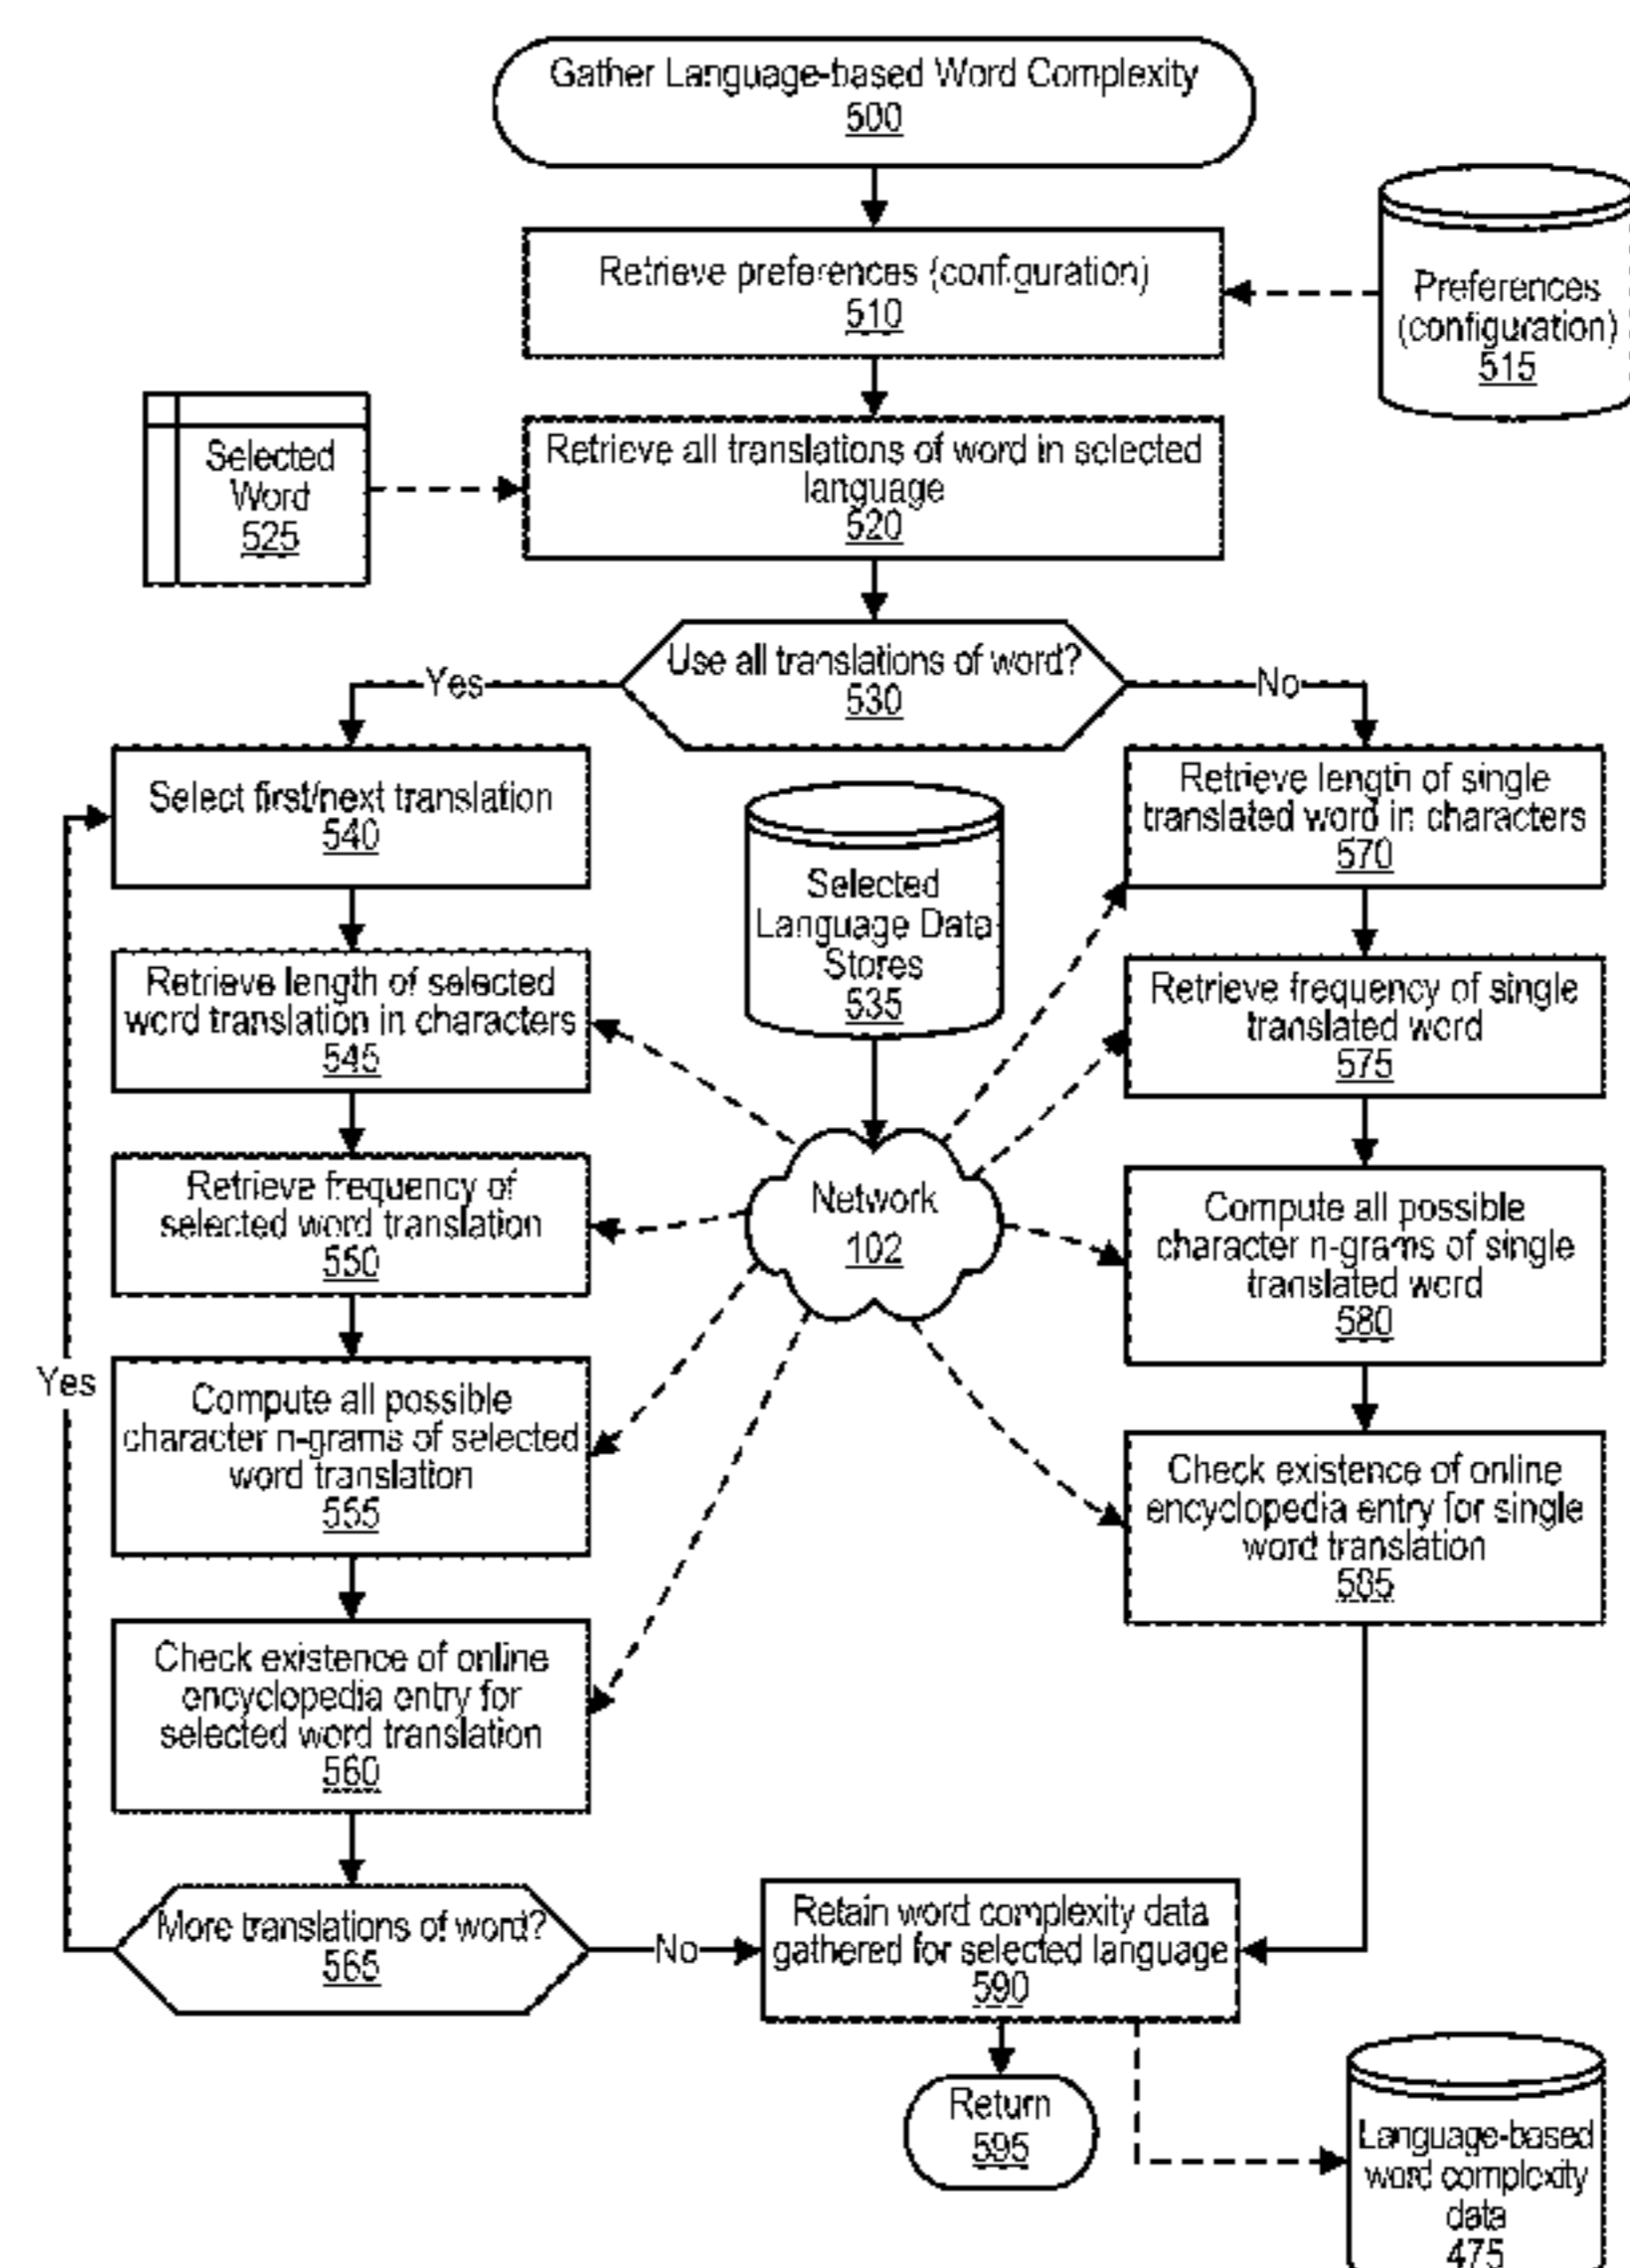 Gather Language-based Word Complexity
500
Retrieve preferences (configuration)
510
Preferences
(configuration)
515
Selected
Word
525
Retrieve all translations of word in selected
language
520
Use all translations of word?
530
Yes
No
Select first/next translation
540
Retrieve length of selected
word translation in characters
545
Retrieve frequency of
selected word translation
550
Compute all possible
character n-grams of selected
word translation
555
Check existence of online
encyclopedia entry for
selected word translation
560
More translations of word?
565
Yes
No
Selected
Language Data
Stores
535
Network
102
Retrieve length of single
translated word in characters
570
Retrieve frequency of single
translated word
575
Compute all possible
character n-grams of single
translated word
580
Check existence of online
encyclopedia entry for single
word translation
585
Retain word complexity data
gathered for selected language
590
Return
595
Language-based
word complexity
data
475